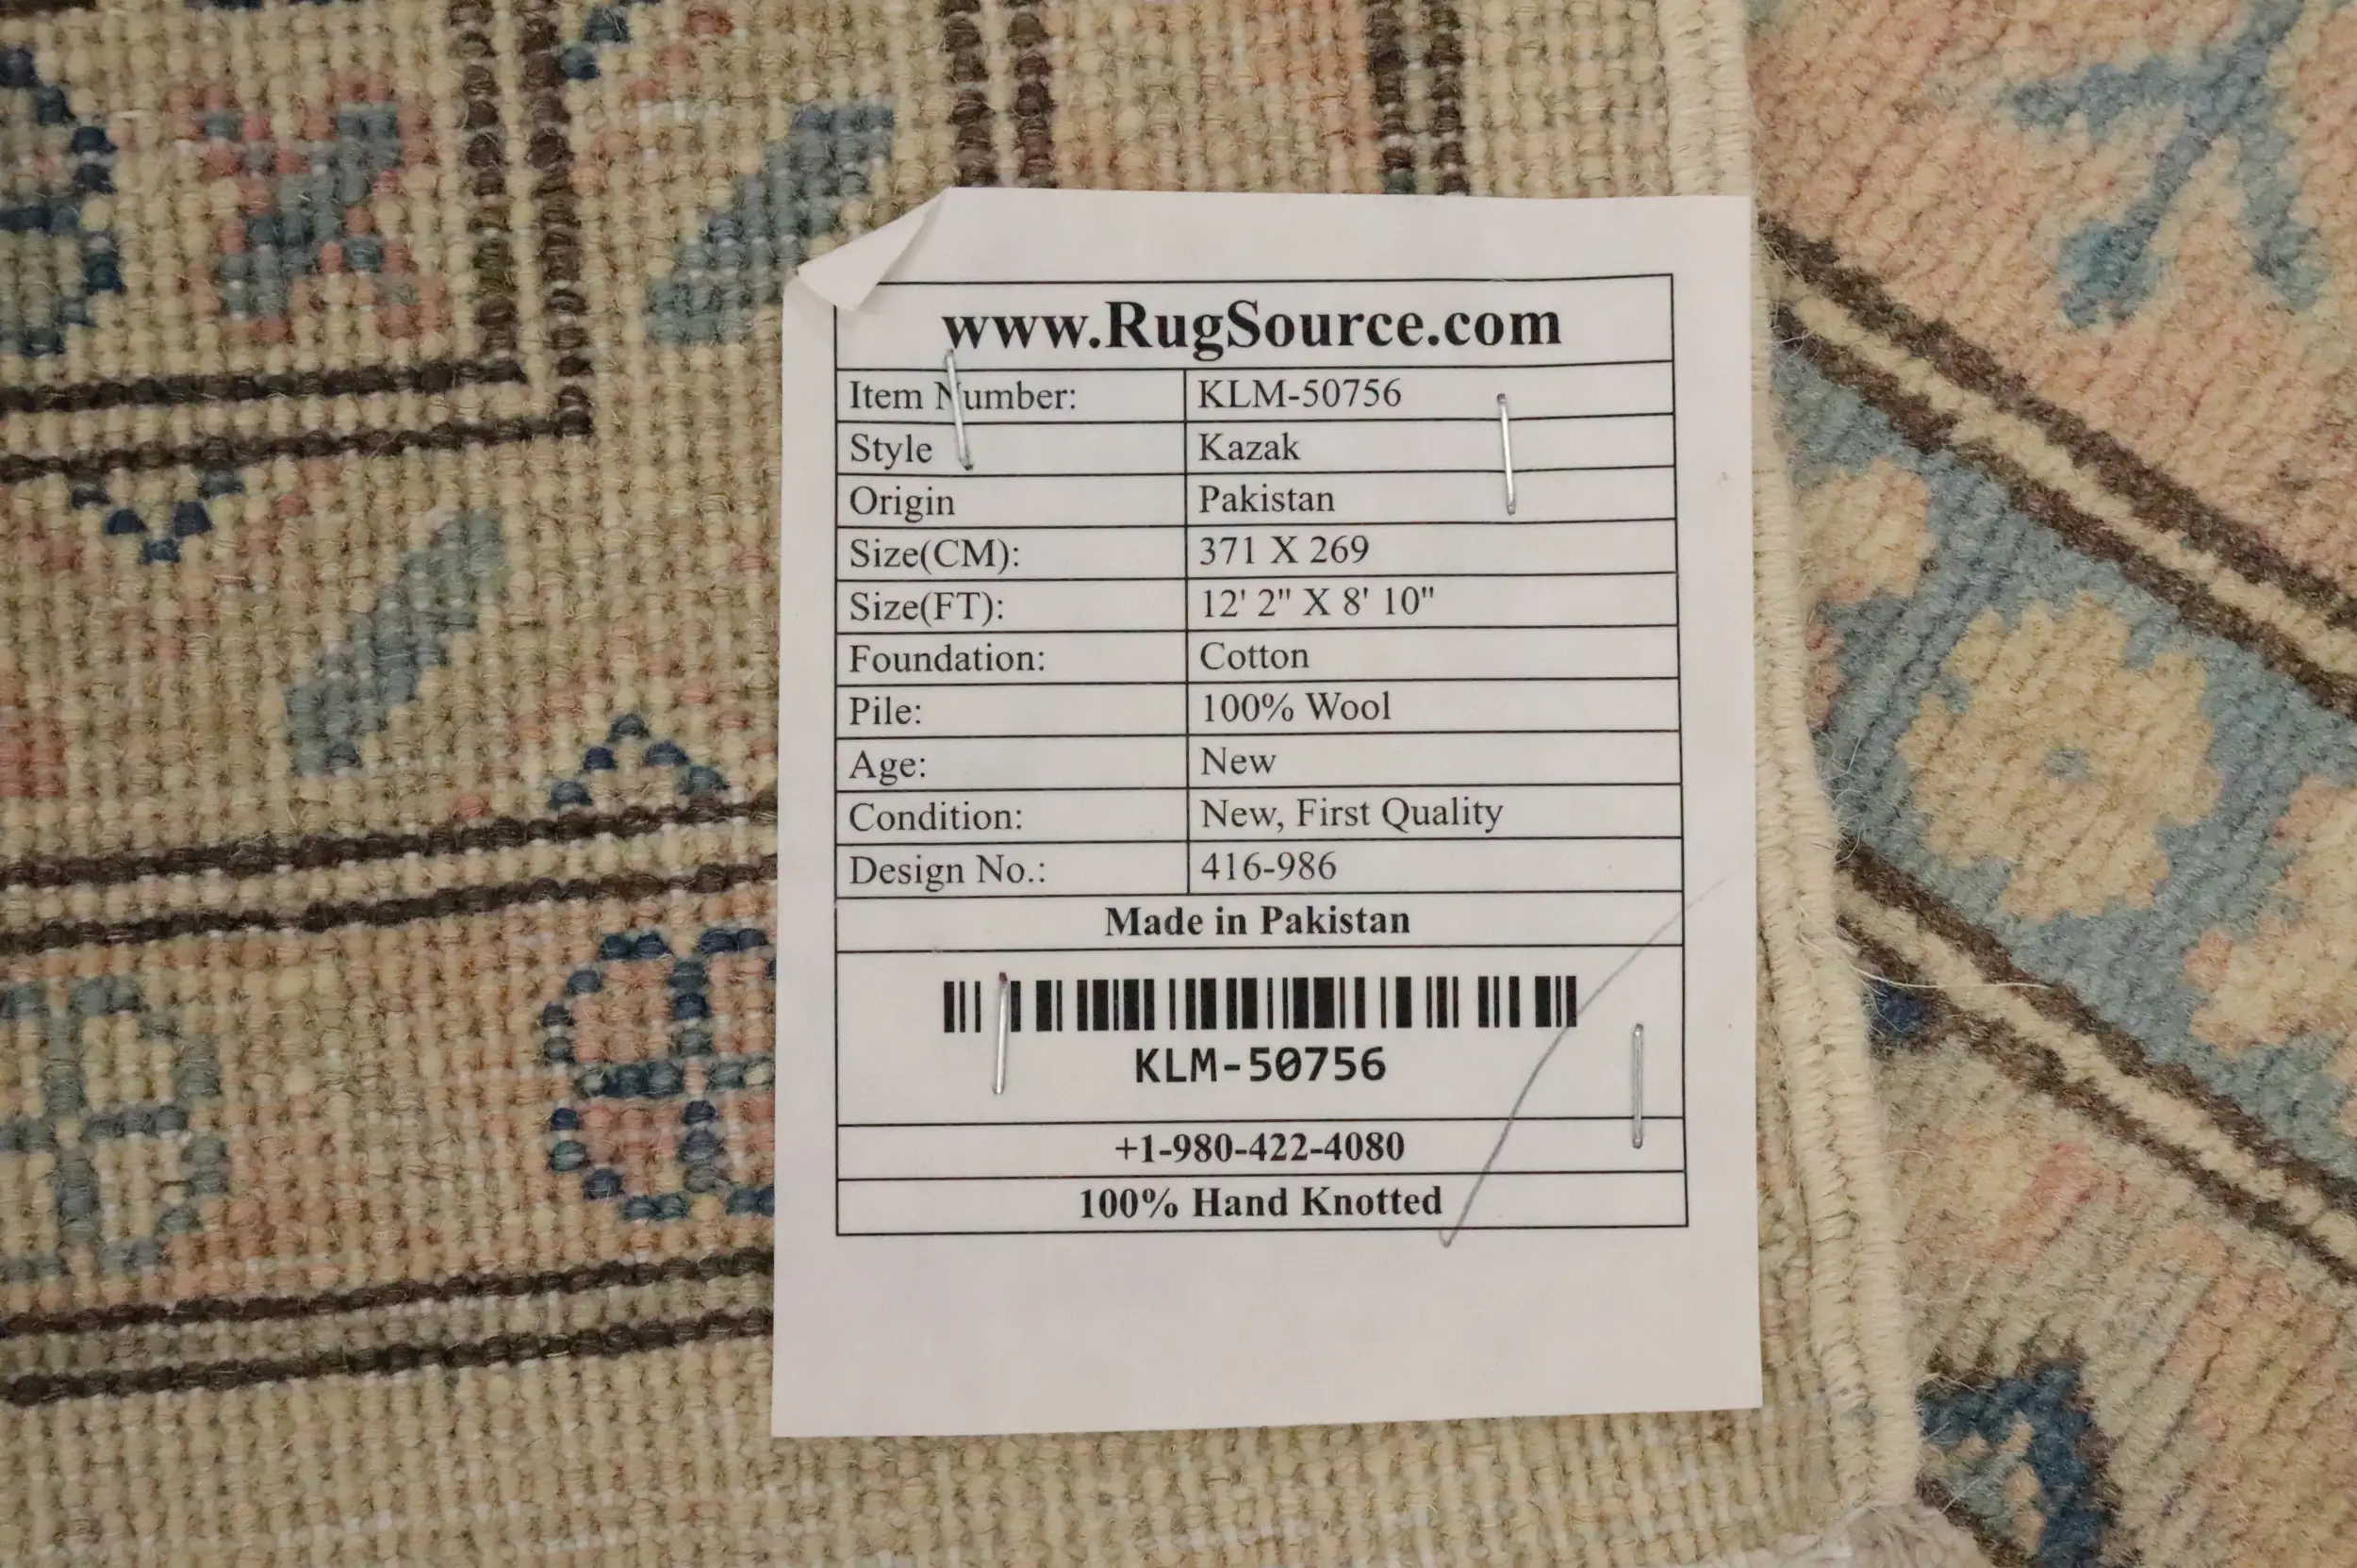 www.RugSource.com
Item Number: KLM-50756
Style Kazak
Origin Pakistan
Size(CM): 371 X 269
Size(FT): 12' 2" X 8' 10"
Foundation: Cotton
Pile: 100% Wool
Age: New
Condition: New, First Quality
Design No.: 416-986
Made in Pakistan
KLM-50756
+1-980-422-4080
100% Hand Knotted